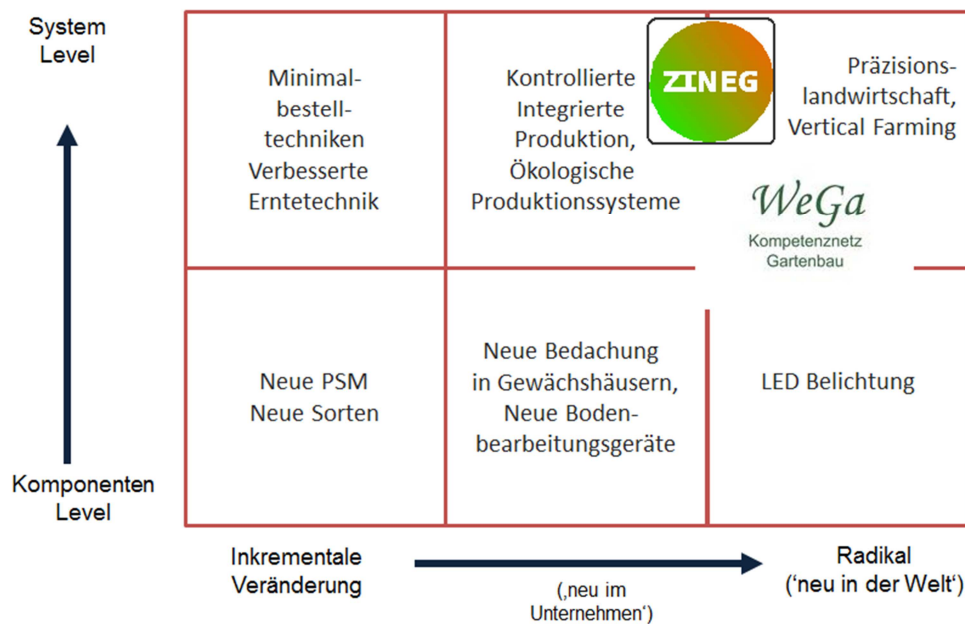 System
Level
Minimal-
bestell-
techniken
Verbesserte
Erntetechnik
Kontrollierte
Integrierte
Produktion,
Ökologische
Produktionssysteme
ZINEG
Präzisions-
landwirtschaft,
Vertical Farming
WeGa
Kompetenznetz
Gartenbau
Neue PSM
Neue Sorten
Neue Bedachung
in Gewächshäusern,
Neue Boden-
bearbeitungsgeräte
LED Belichtung
Komponenten
Level
Inkrementale
Veränderung
(‚neu im
Unternehmen‘)
Radikal
(‘neu in der Welt‘)